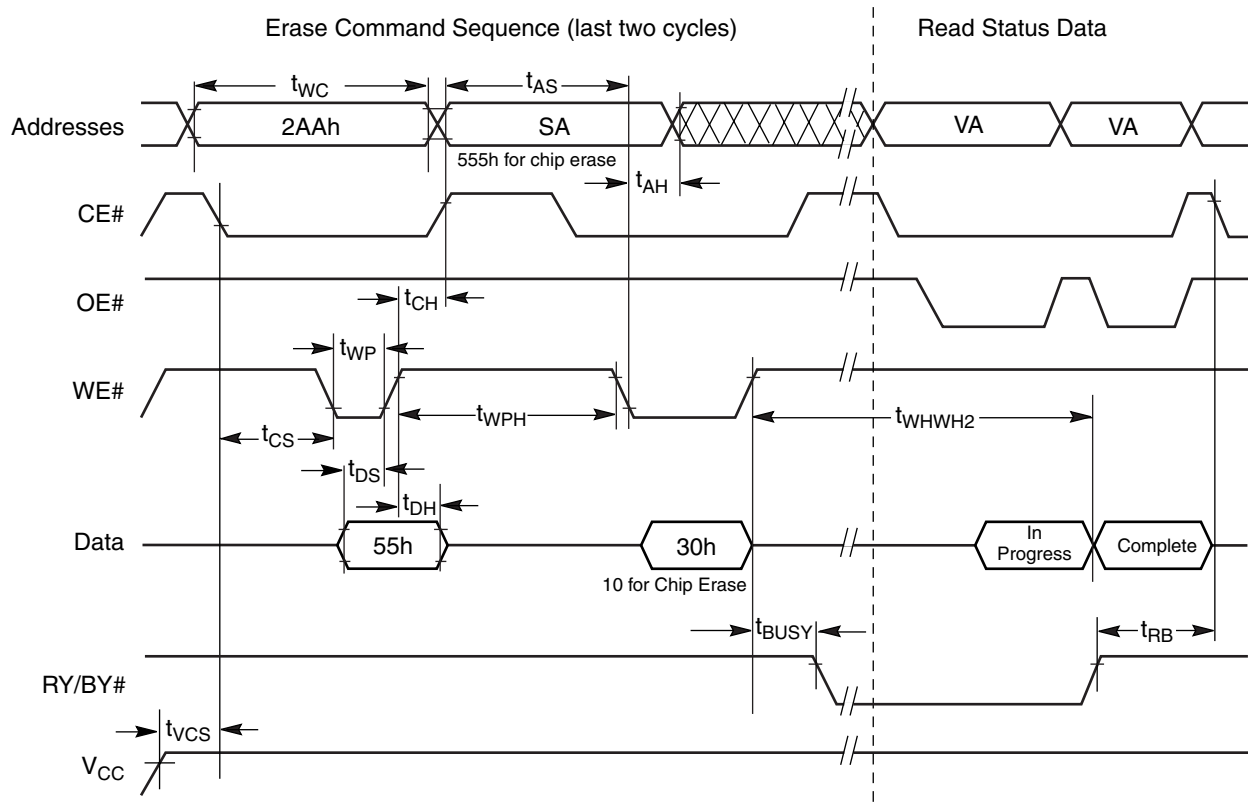 Erase Command Sequence (last two cycles)
Read Status Data
tWC
tAS
Addresses
2AAh
SA
VA
VA
555h for chip erase
tAH
CE#
OE#
tCH
tWP
WE#
tWPH
tWHWH2
tCS
tDS
tDH
Data
55h
30h
In
Progress
Complete
10 for Chip Erase
tBUSY
tRB
RY/BY#
tVCS
VCC